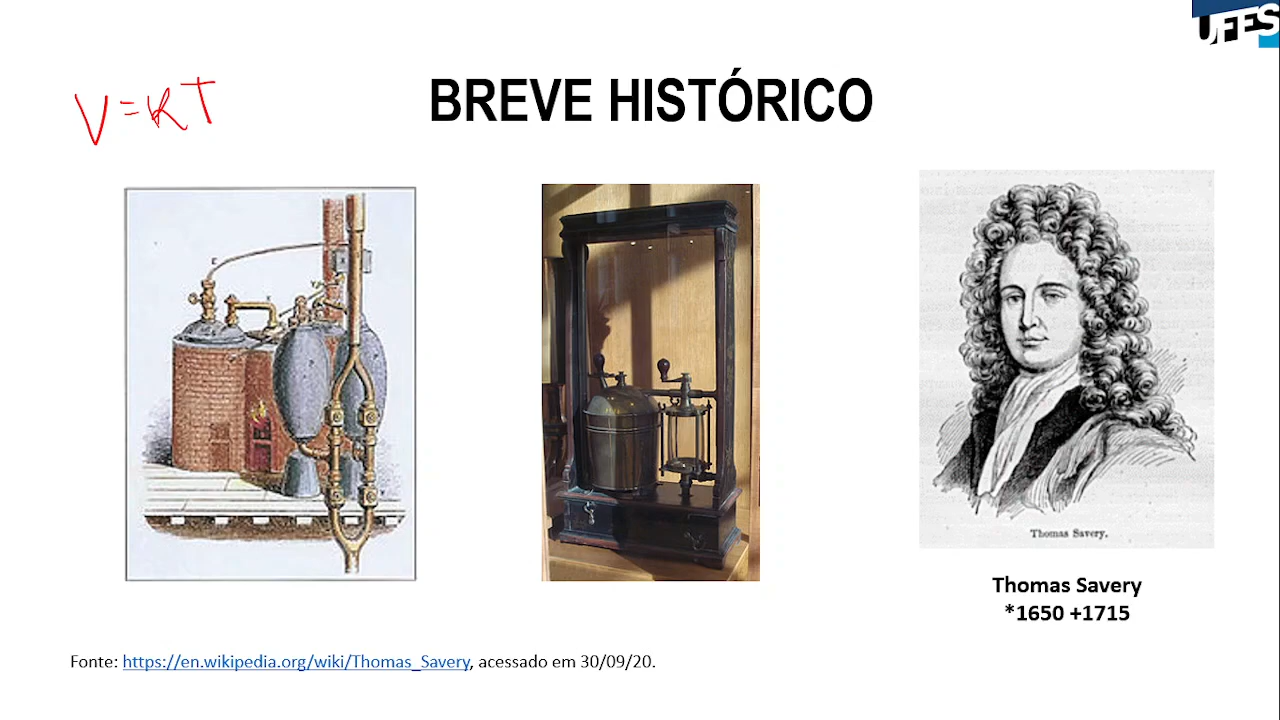 UFES
V=KT
BREVE HISTÓRICO
Thomas Savery.
Thomas Savery
*1650 +1715
Fonte: https://en.wikipedia.org/wiki/Thomas_Savery, acessado em 30/09/20.